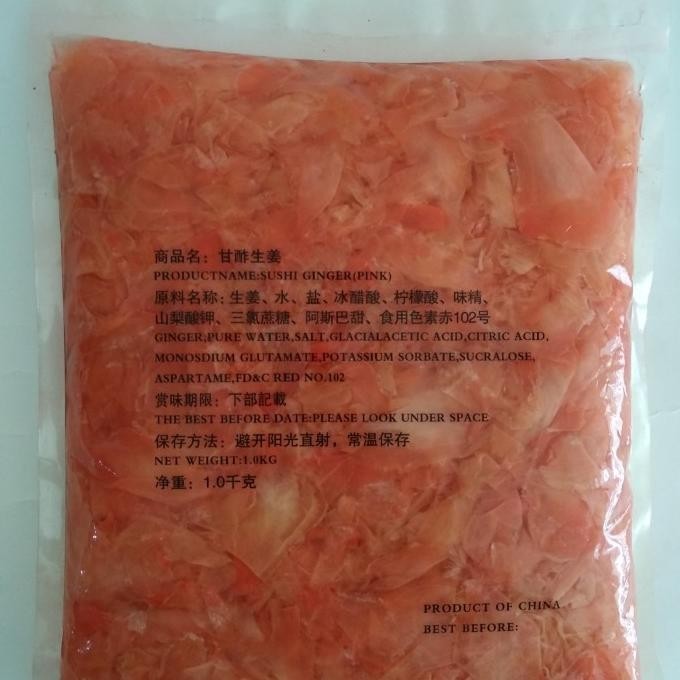 商品名：甘酢生姜
PRODUCTNAME:SUSHI GINGER(PINK)
原料名称：生姜、水、盐、冰醋酸、柠檬酸、味精、
山梨酸钾、三氯蔗糖、阿斯巴甜、食用色素赤102号
GINGER,PURE WATER,SALT,GLACIALACETIC ACID,CITRIC ACID,
MONOSDIUM GLUTAMATE,POTASSIUM SORBATE,SUCRALOSE,
ASPARTAME,FD&C RED NO.102
赏味期限：下部記載
THE BEST BEFORE DATE:PLEASE LOOK UNDER SPACE
保存方法：避开阳光直射，常温保存
NET WEIGHT:1.0KG
净重：1.0千克
PRODUCT OF CHINA
BEST BEFORE: